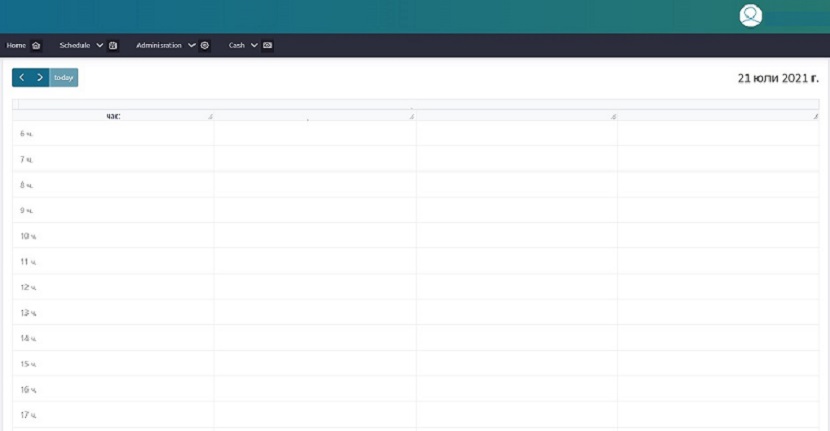 Home Schedule Administration Cash
today
21 юли 2021 г.
час:
6 ч.
7 ч.
8 ч.
9 ч.
10 ч.
11 ч.
12 ч.
13 ч.
14 ч.
15 ч.
16 ч.
17 ч.